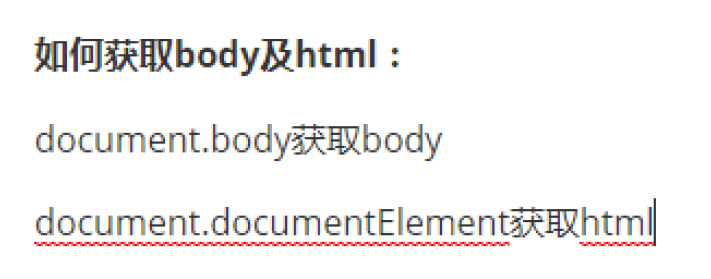 如何获取body及html：
document.body获取body
document.documentElement获取html